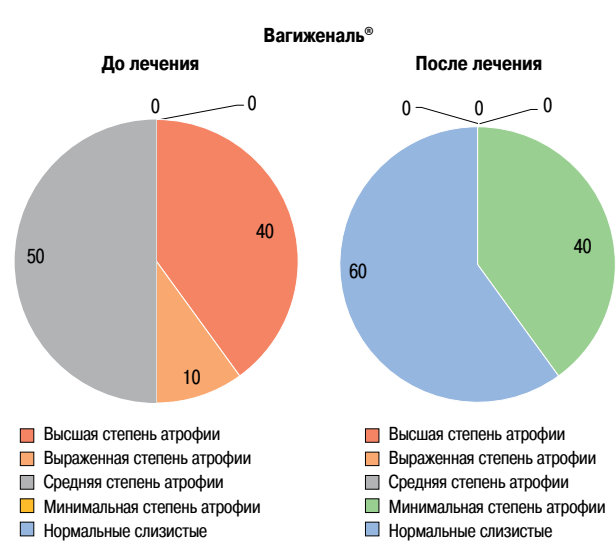 Вагиженаль®
До лечения
После лечения
0
0
0
0
0
50
40
10
60
40
Высшая степень атрофии
Выраженная степень атрофии
Средняя степень атрофии
Минимальная степень атрофии
Нормальные слизистые
Высшая степень атрофии
Выраженная степень атрофии
Средняя степень атрофии
Минимальная степень атрофии
Нормальные слизистые